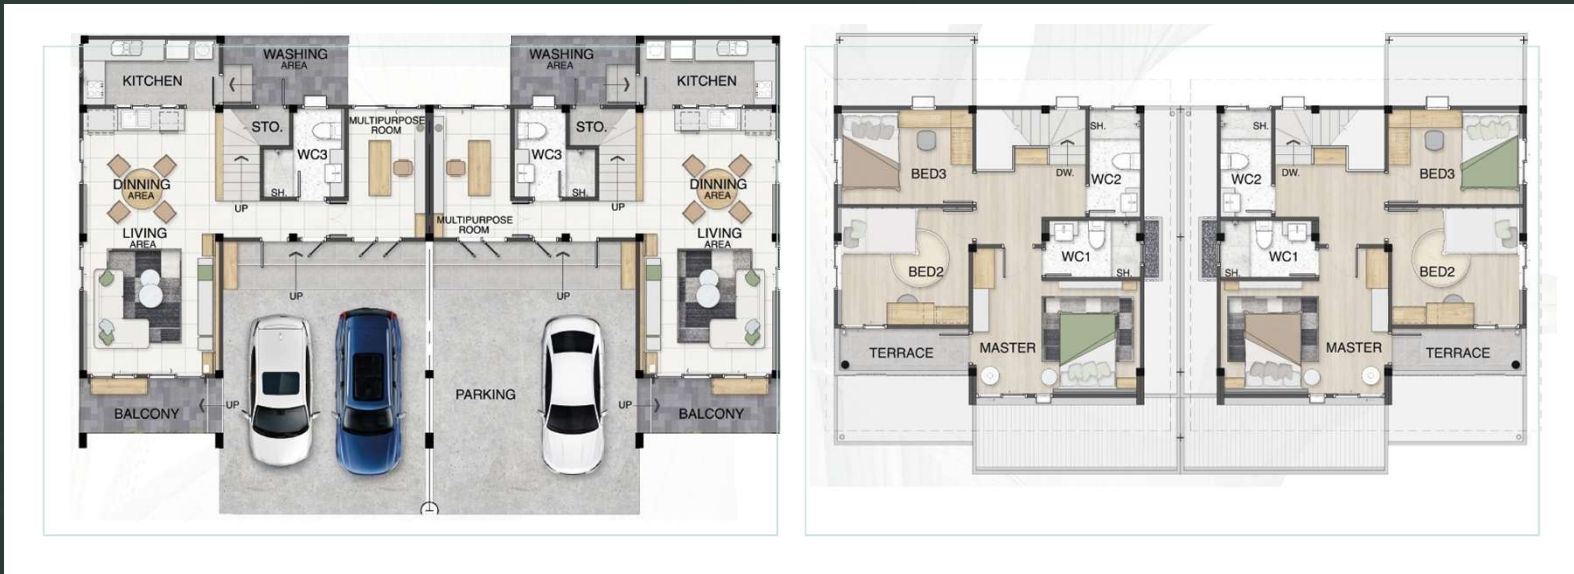 WASHING
AREA
KITCHEN
STO.
MULTIPURPOSE
ROOM
WC3
SH.
DINNING
AREA
UP
LIVING
AREA
UP
BALCONY
UP
WASHING
AREA
KITCHEN
STO.
WC3
SH.
DINNING
AREA
UP
MULTIPURPOSE
ROOM
LIVING
AREA
UP
PARKING
UP
BALCONY
SH.
BED3
DW.
WC2
WC1
SH.
BED2
TERRACE
MASTER
SH.
WC2
DW.
BED3
WC1
SH.
BED2
MASTER
TERRACE